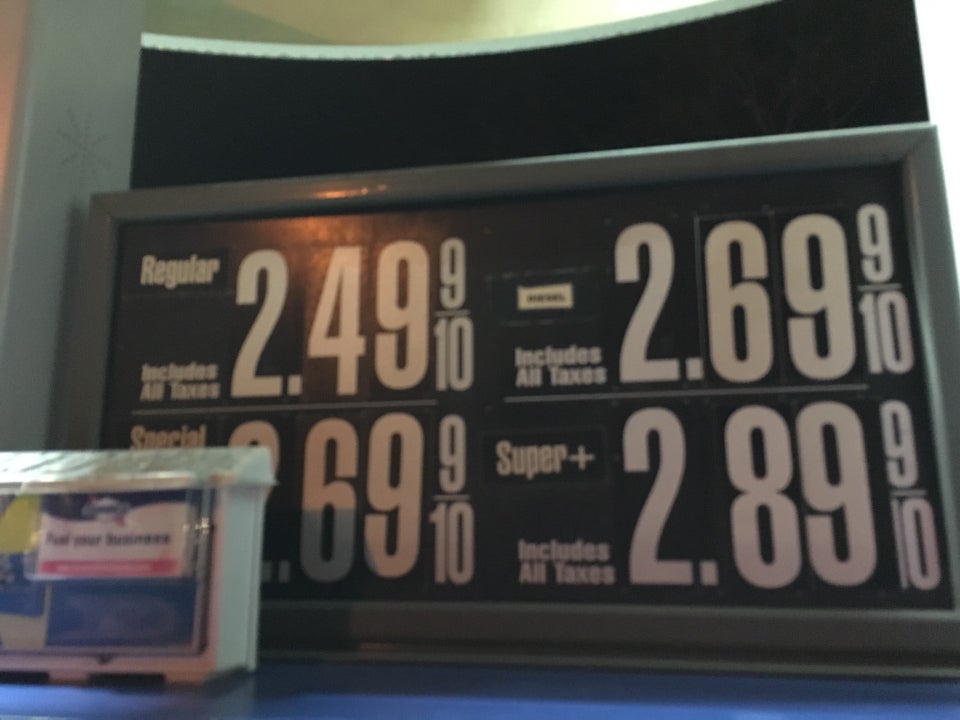 Regular 2.49 9/10
Includes
All Taxes
DIESEL 2.69 9/10
Includes
All Taxes
Special .69 9/10
Super+ 2.89 9/10
Includes
All Taxes
Fuel your business